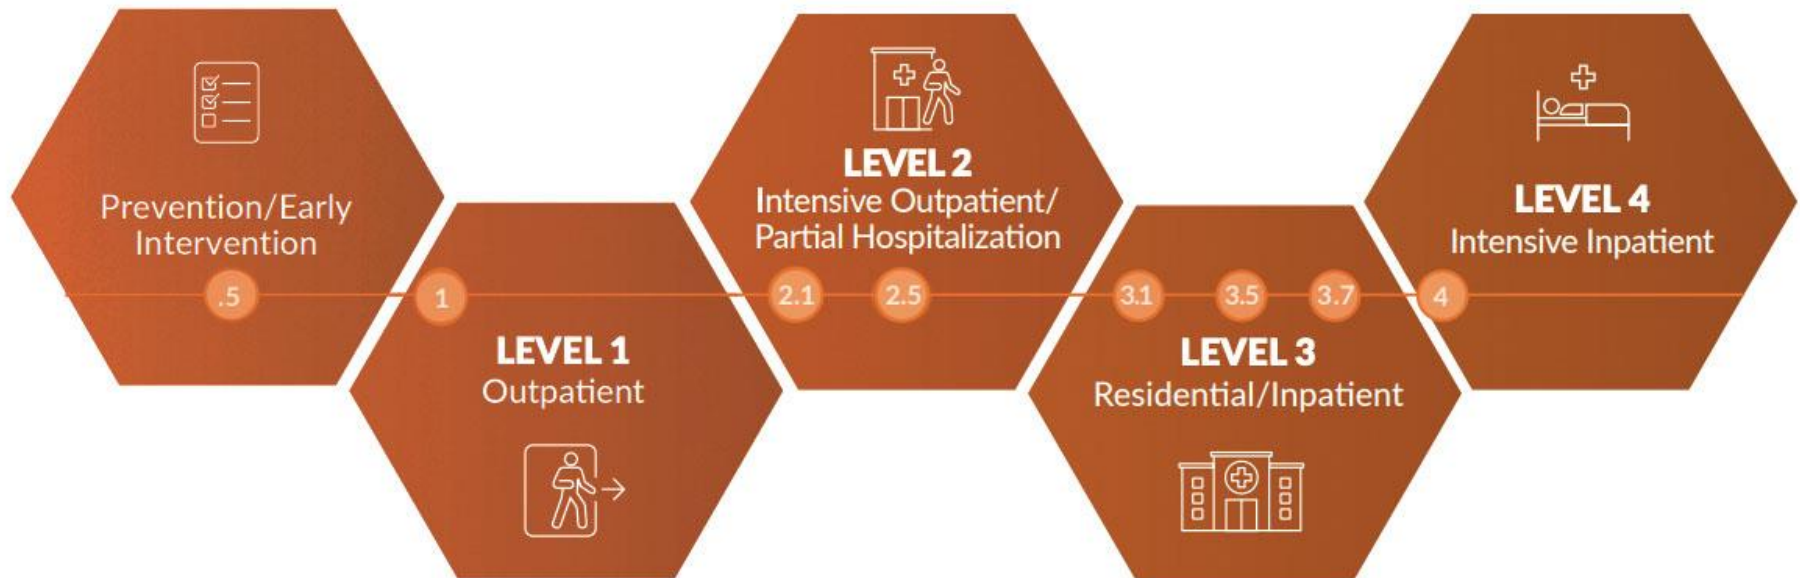 Prevention/Early
Intervention
.5
1
LEVEL 1
Outpatient
LEVEL 2
Intensive Outpatient/
Partial Hospitalization
2.1
2.5
3.1
3.5
3.7
LEVEL 3
Residential/Inpatient
LEVEL 4
Intensive Inpatient
4